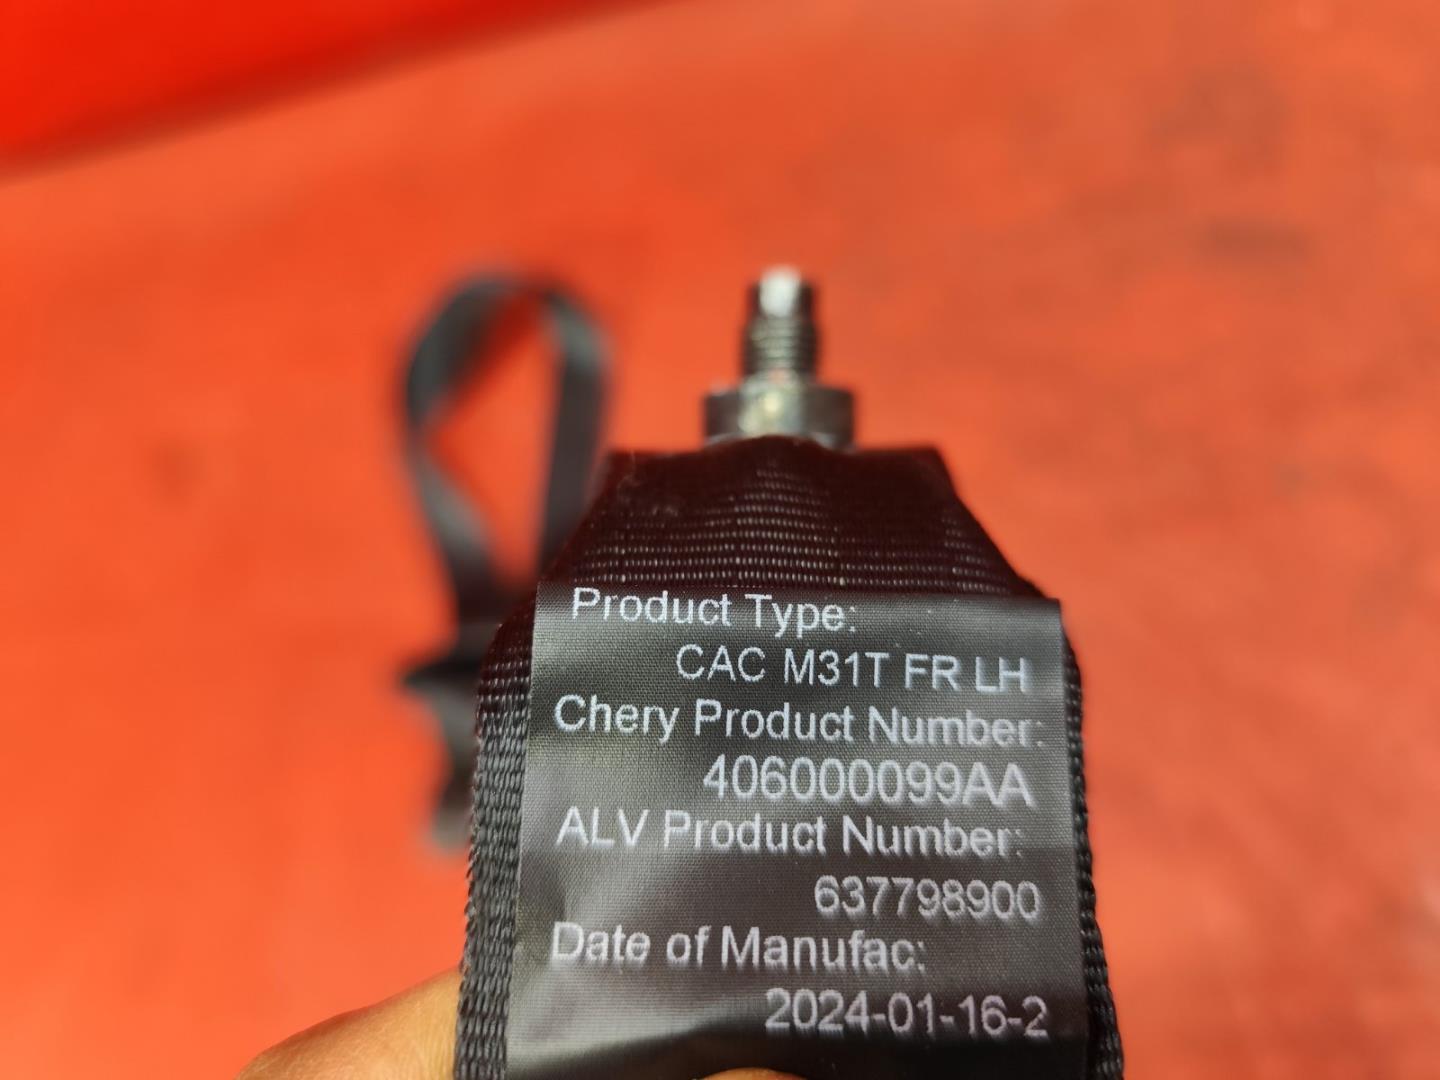 Product Type:
CAC M31T FR LH
Chery Product Number:
406000099AA
ALV Product Number:
637798900
Date of Manufac:
2024-01-16-2